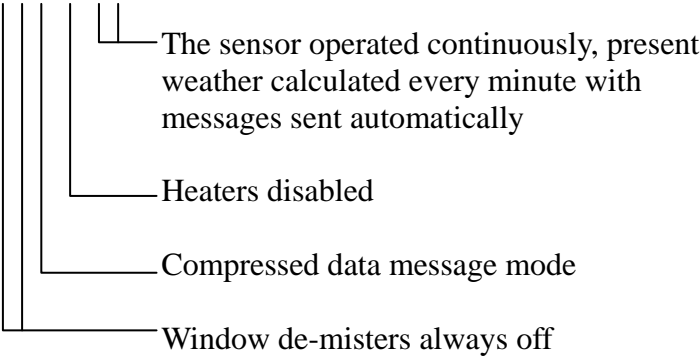 The sensor operated continuously, present
weather calculated every minute with
messages sent automatically
Heaters disabled
Compressed data message mode
Window de-misters always off